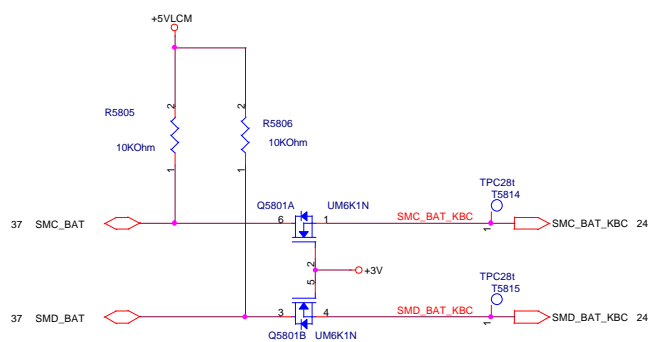 +5VLCM
2
2
R5805
R5806
10KOhm
10KOhm
1
1
TPC28t
T5814
Q5801A
UM6K1N
37 SMC_BAT
6
1
SMC_BAT_KBC
1
SMC_BAT_KBC 24
2
+3V
5
TPC28t
T5815
37 SMD_BAT
3
4
SMD_BAT_KBC
1
SMD_BAT_KBC 24
Q5801B
UM6K1N